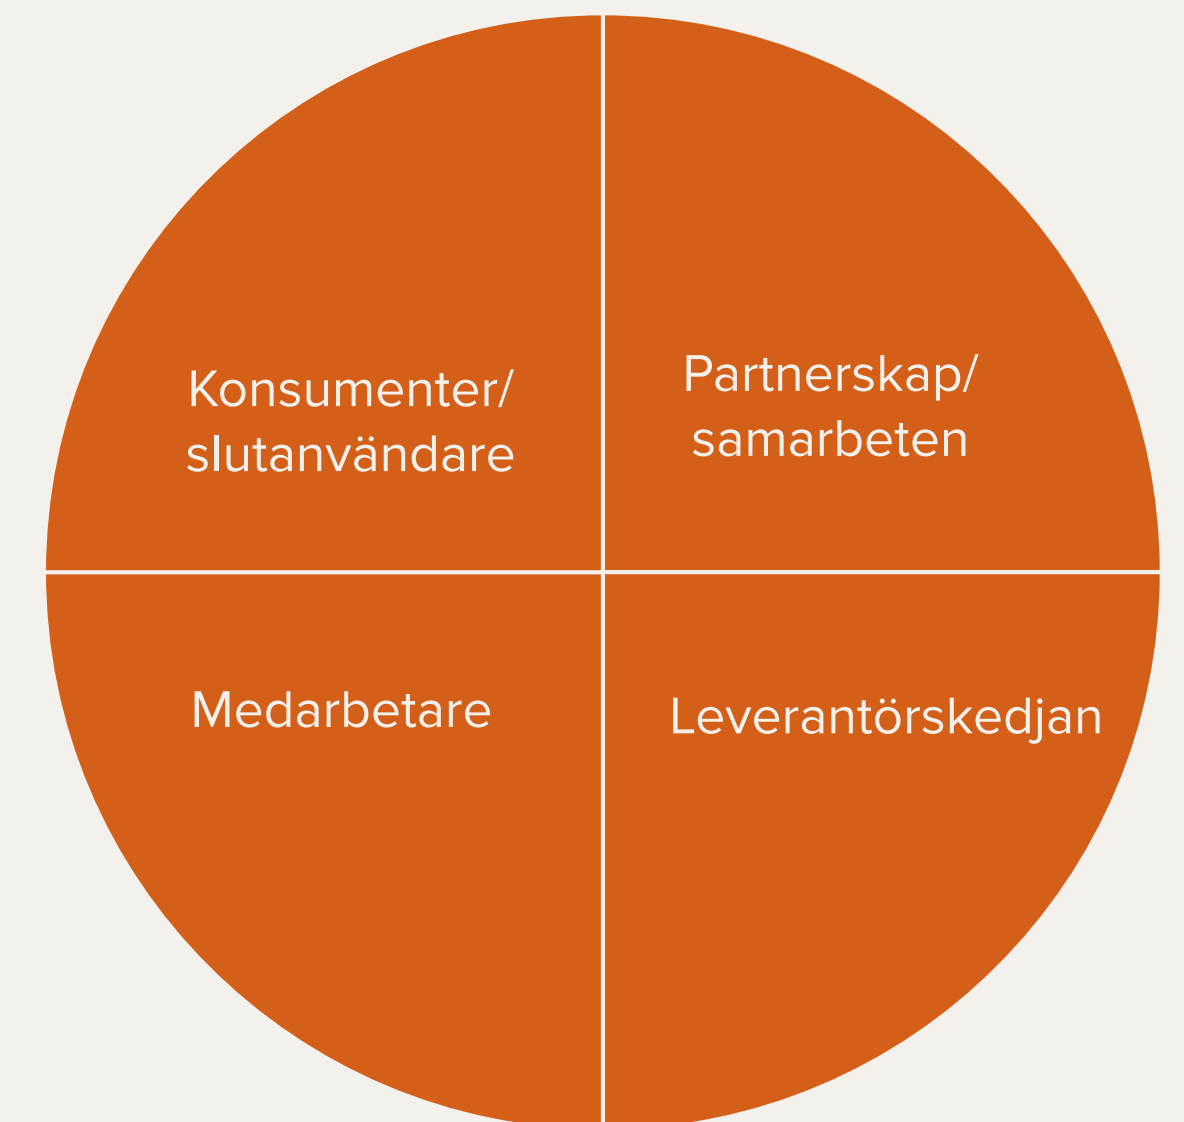 Konsumenter/
slutanvändare
Partnerskap/
samarbeten
Medarbetare
Leverantörskedjan